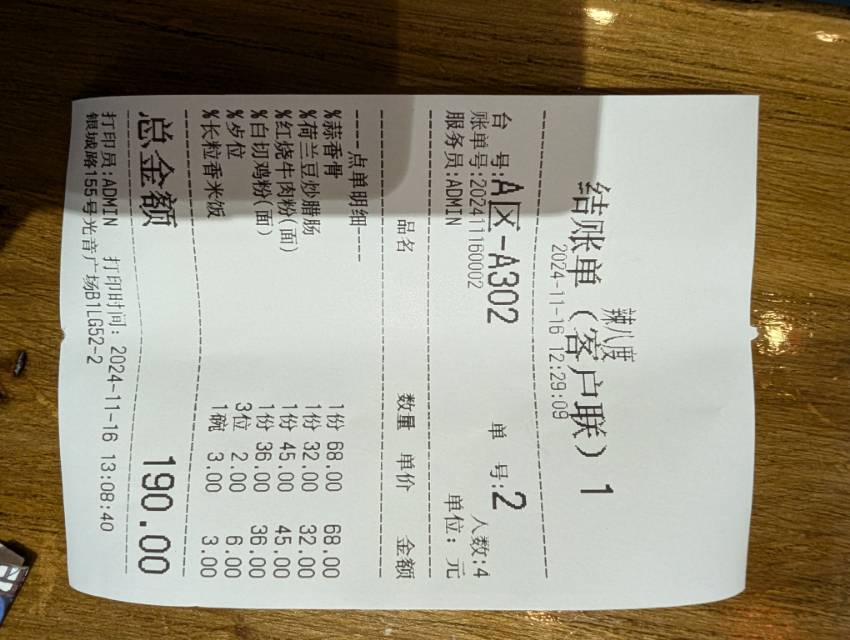 辣八度
结账单（客户联）1
2024-11-16 12:29:09
台 号:A区-A302 单 号:2
账单号:202411160002 人数:4
服务员:ADMIN 单位：元
品名 数量 单价 金额
----点单明细----
%蒜香骨 1份 68.00 68.00
%荷兰豆炒腊肠 1份 32.00 32.00
%红烧牛肉粉(面) 1份 45.00 45.00
%白切鸡粉(面) 1份 36.00 36.00
%歺位 3位 2.00 6.00
%长粒香米饭 1碗 3.00 3.00
总金额 190.00
打印员:ADMIN 打印时间：2024-11-16 13:08:40
银城路155号光音广场B1LG52-2